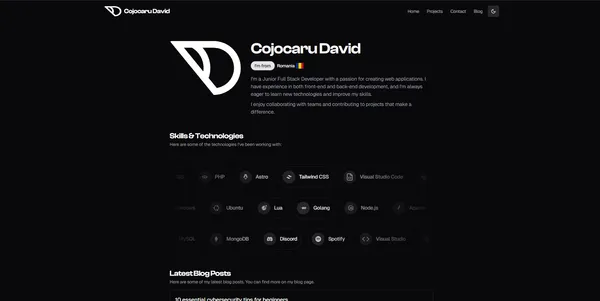 Cojocaru David
Home Projects Contact Blog
Cojocaru David
I'm from Romania
I'm a Junior Full Stack Developer with a passion for creating web applications. I
have experience in both front-end and back-end development, and I'm always
eager to learn new technologies and improve my skills.
I enjoy collaborating with teams and contributing to projects that make a
difference.
Skills & Technologies
Here are some of the technologies I've been working with:
PHP Astro Tailwind CSS Visual Studio Code
Ubuntu Lua Golang Node.js
MySQL MongoDB Discord Spotify Visual Studio
Latest Blog Posts
Here are some of my latest blog posts. You can find more on my blog page.
10 essential cybersecurity tips for beginners